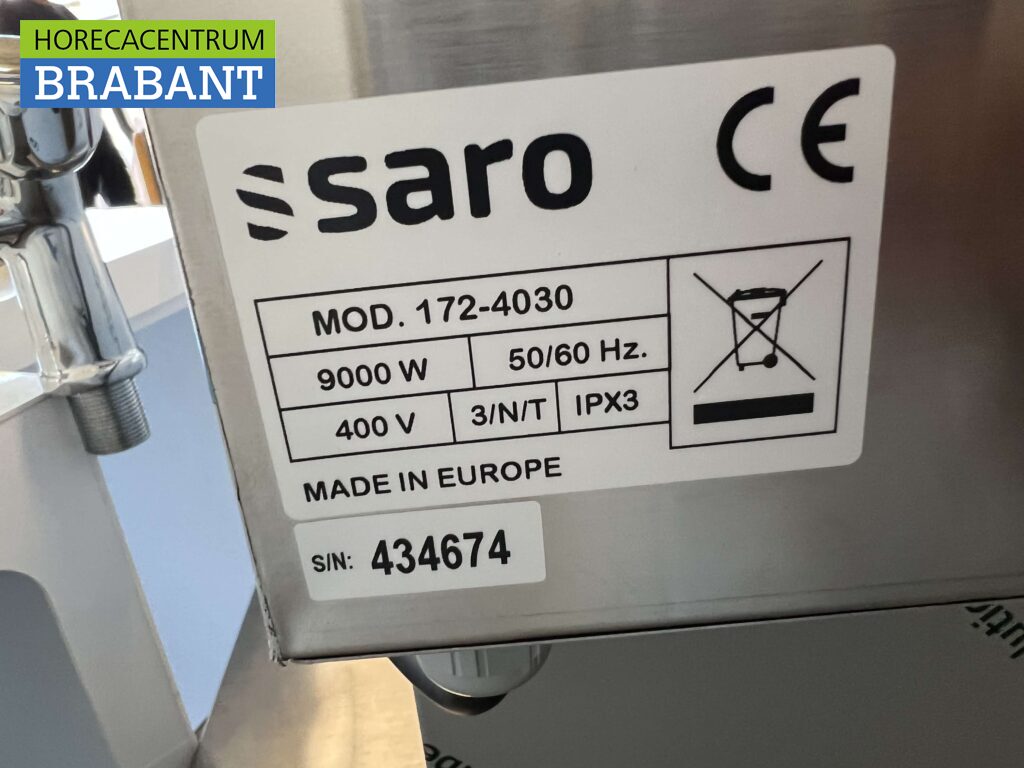 HORECACENTRUM
BRABANT
saro
CE
MOD. 172-4030
9000 W
50/60 Hz.
400 V
3/N/T
IPX3
MADE IN EUROPE
S/N: 434674